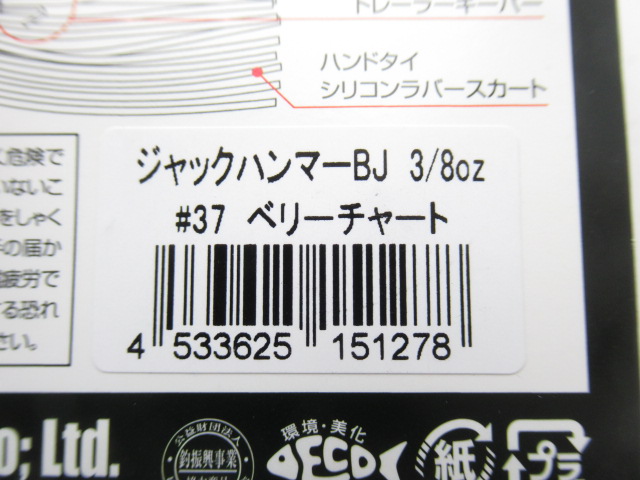 トレーラーキーパー
ハンドタイ
シリコンラバースカート
危険で
いないこ
をしゃく
の届か
疲労で
する恐れ
さい。
ジャックハンマーBJ 3/8oz
#37 ベリーチャート
4 533625 151278
o; Ltd.
公益財団法人
釣振興事業
環境・美化
ECO
紙
プラ